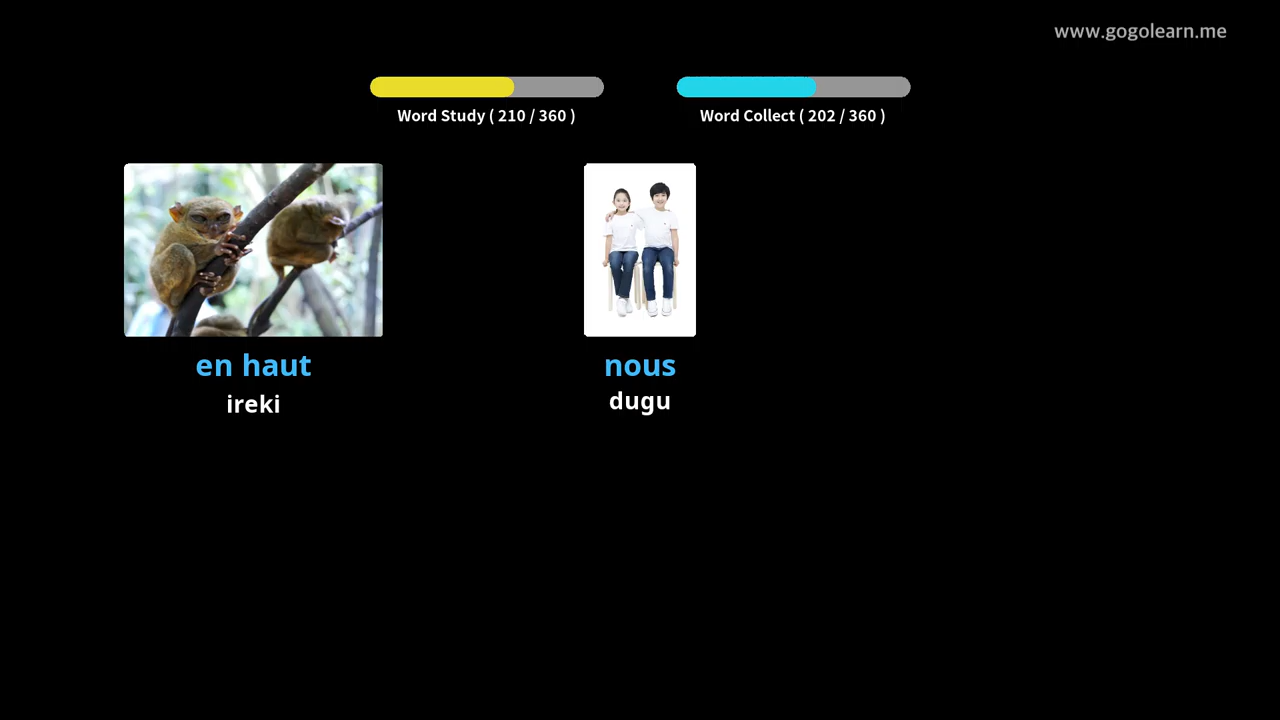 www.gogolearn.me
Word Study ( 210 / 360 )
Word Collect ( 202 / 360 )
en haut
ireki
nous
dugu